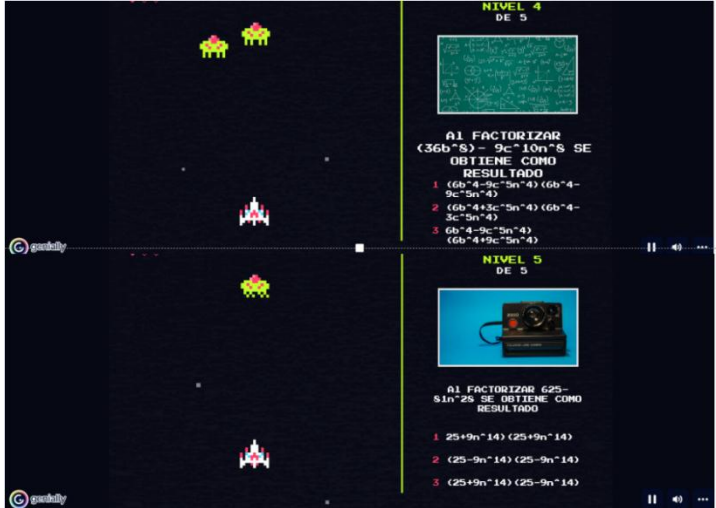 NIVEL 4
DE 5
Al FACTORIZAR
(36b^8)- 9c^10n^8 SE
OBTIENE COMO
RESULTADO
1 (6b^4-9c^5n^4)(6b^4-
9c^5n^4)
2 (6b^4+3c^5n^4)(6b^4-
3c^5n^4)
3 6b^4-9c^5n^4)
(6b^4+9c^5n^4)
genially
NIVEL 5
DE 5
Al FACTORIZAR 625-
81n^28 SE OBTIENE COMO
RESULTADO
1 25+9n^14)(25+9n^14)
2 (25-9n^14)(25-9n^14)
3 (25+9n^14)(25-9n^14)
genially